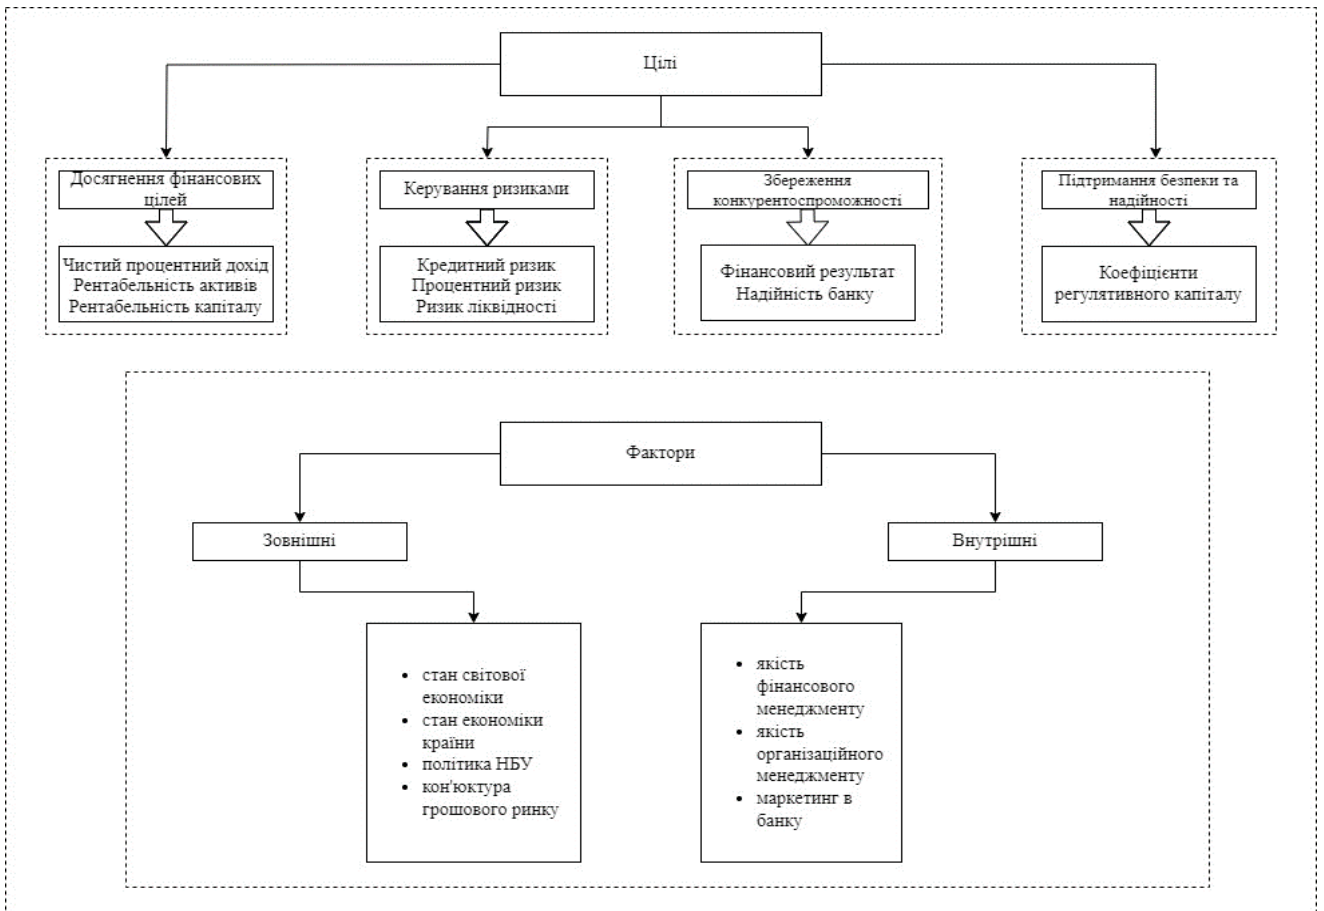 Цілі
Досягнення фінансових
цілей
Чистий процентний дохід
Рентабельність активів
Рентабельність капіталу
Керування ризиками
Кредитний ризик
Процентний ризик
Ризик ліквідності
Збереження
конкурентоспроможності
Фінансовий результат
Надійність банку
Підтримання безпеки та
надійності
Коефіцієнти
регулятивного капіталу
Фактори
Зовнішні
• стан світової
економіки
• стан економіки
країни
• політика НБУ
• кон'юктура
грошового ринку
Внутрішні
• якість
фінансового
менеджменту
• якість
організаційного
менеджменту
• маркетинг в
банку